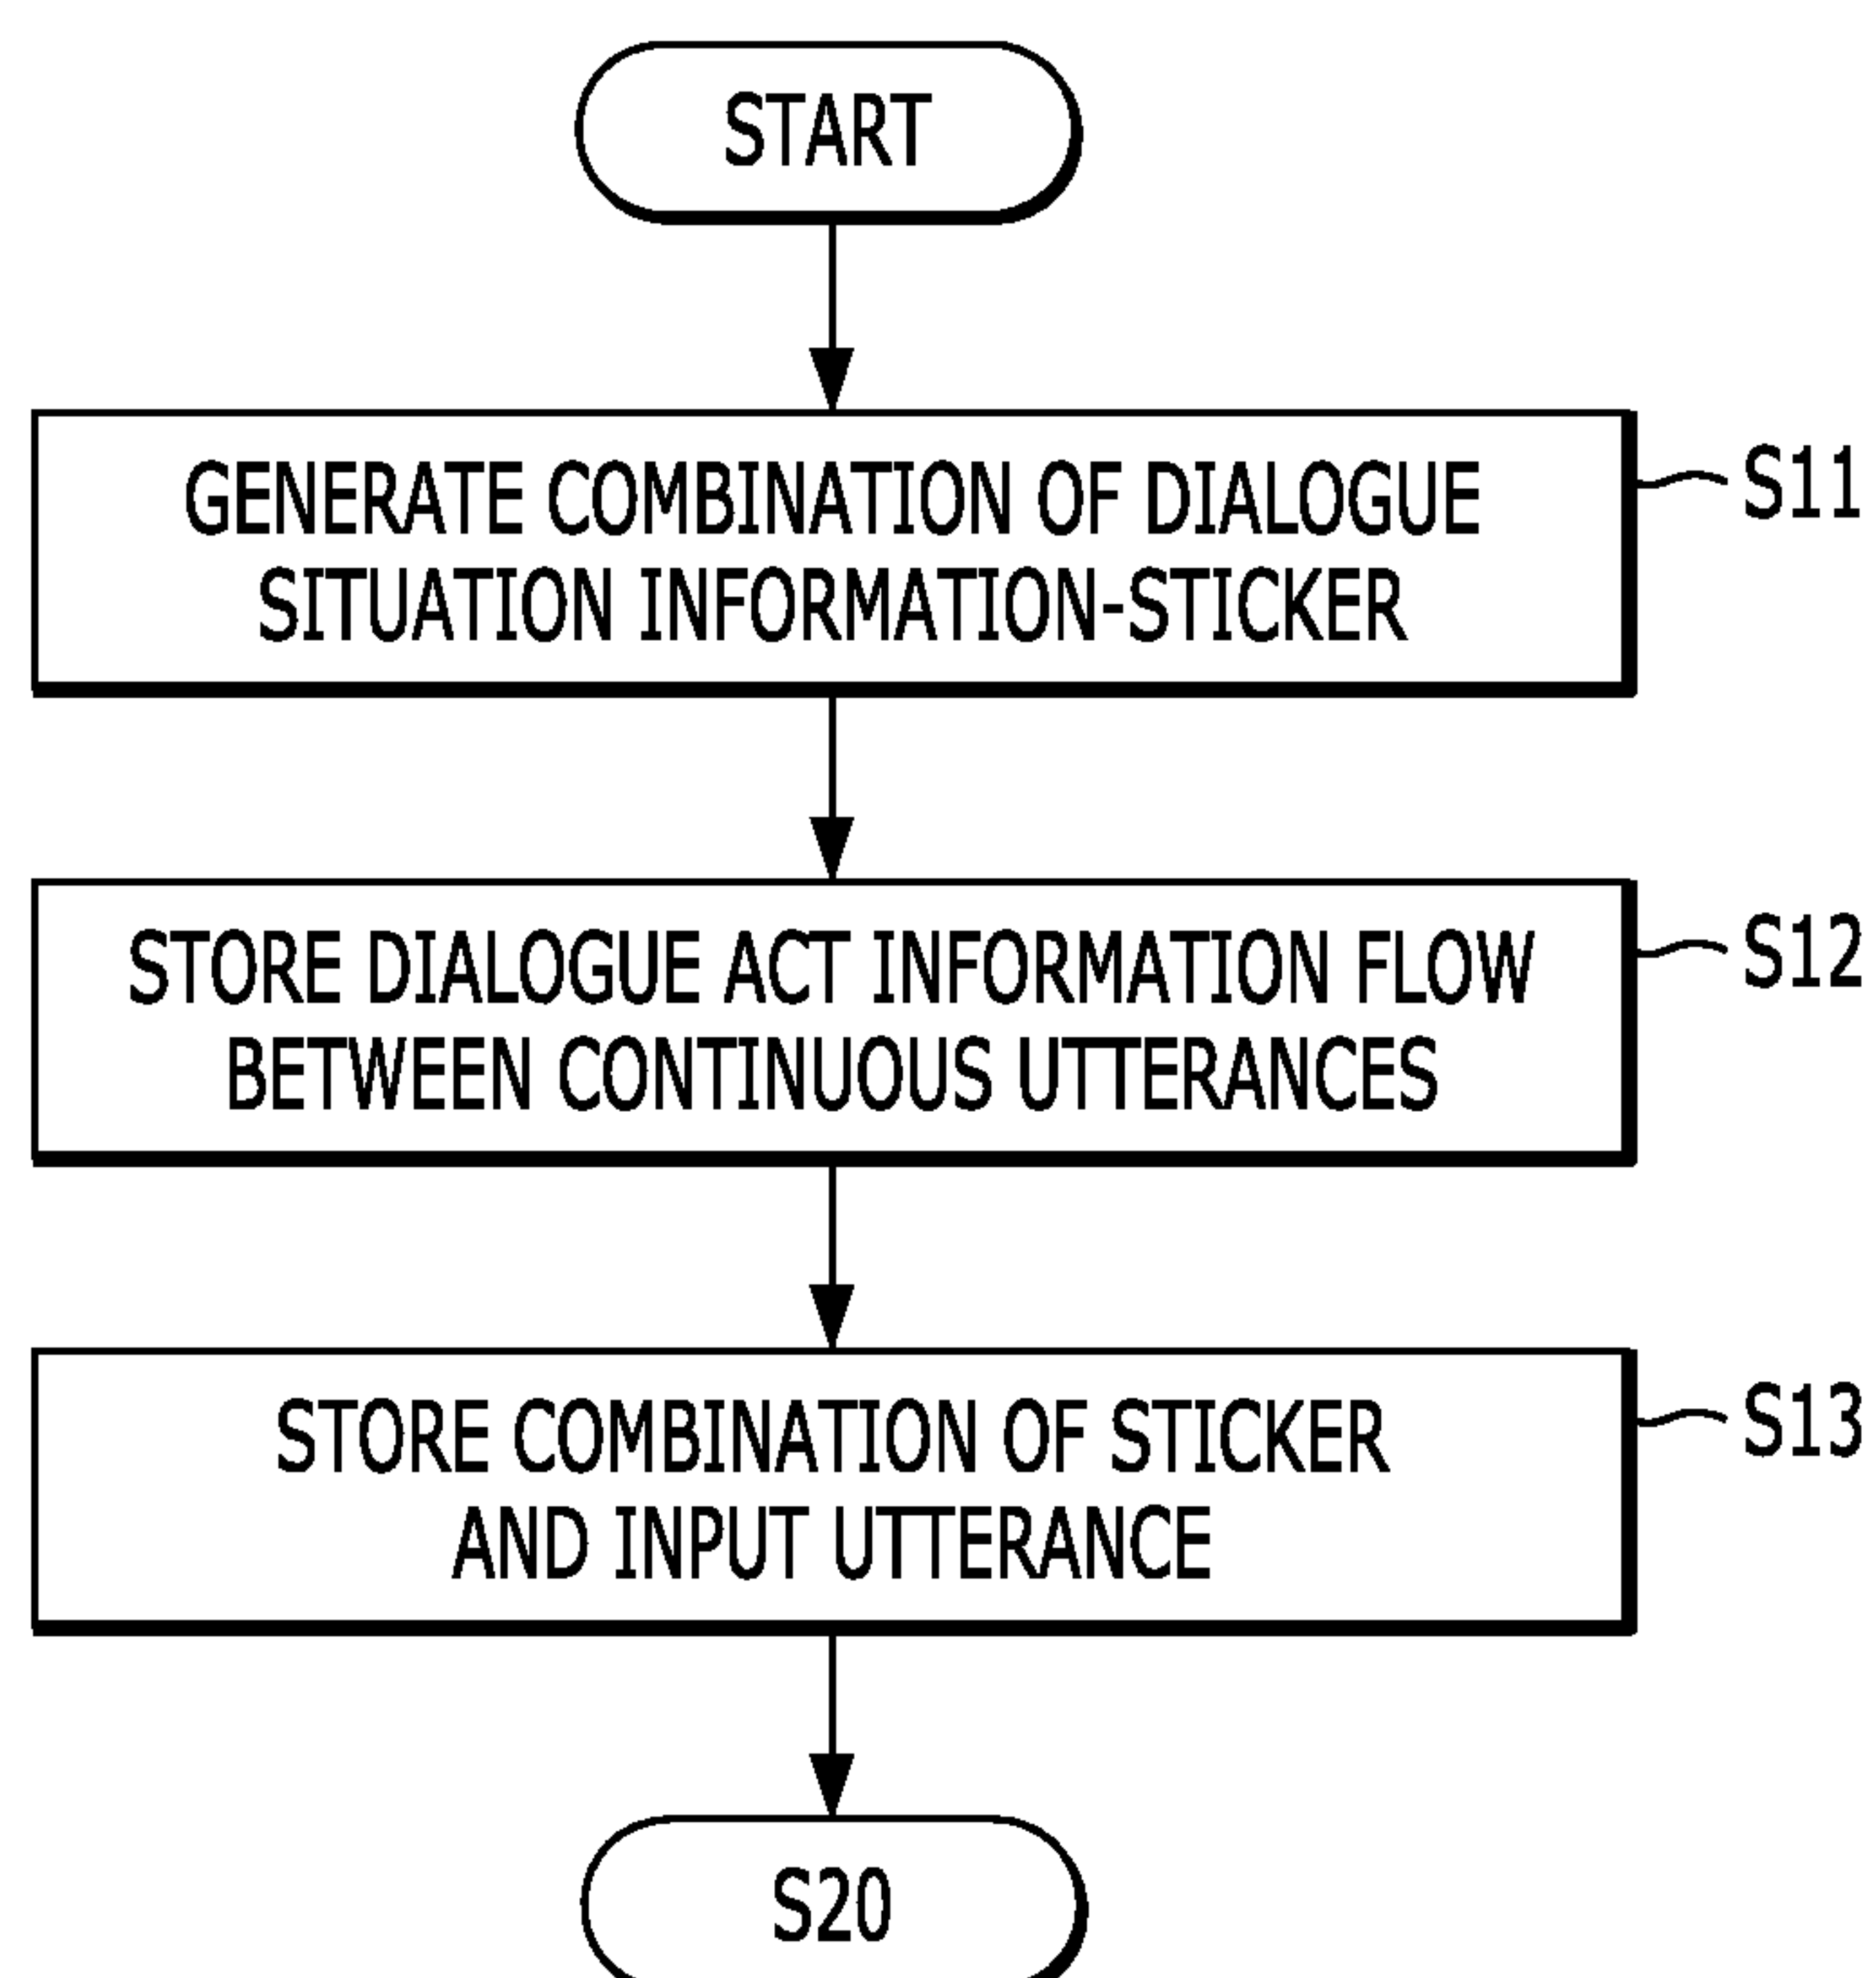 START
GENERATE COMBINATION OF DIALOGUE
SITUATION INFORMATION-STICKER
S11
STORE DIALOGUE ACT INFORMATION FLOW
BETWEEN CONTINUOUS UTTERANCES
S12
STORE COMBINATION OF STICKER
AND INPUT UTTERANCE
S13
S20